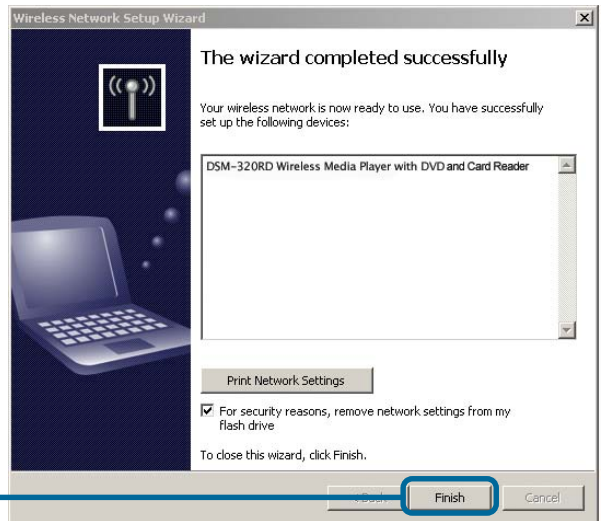 Wireless Network Setup Wizard
The wizard completed successfully
Your wireless network is now ready to use. You have successfully
set up the following devices:
DSM-320RD Wireless Media Player with DVD and Card Reader
Print Network Settings
For security reasons, remove network settings from my
flash drive
To close this wizard, click Finish.
Finish
Cancel